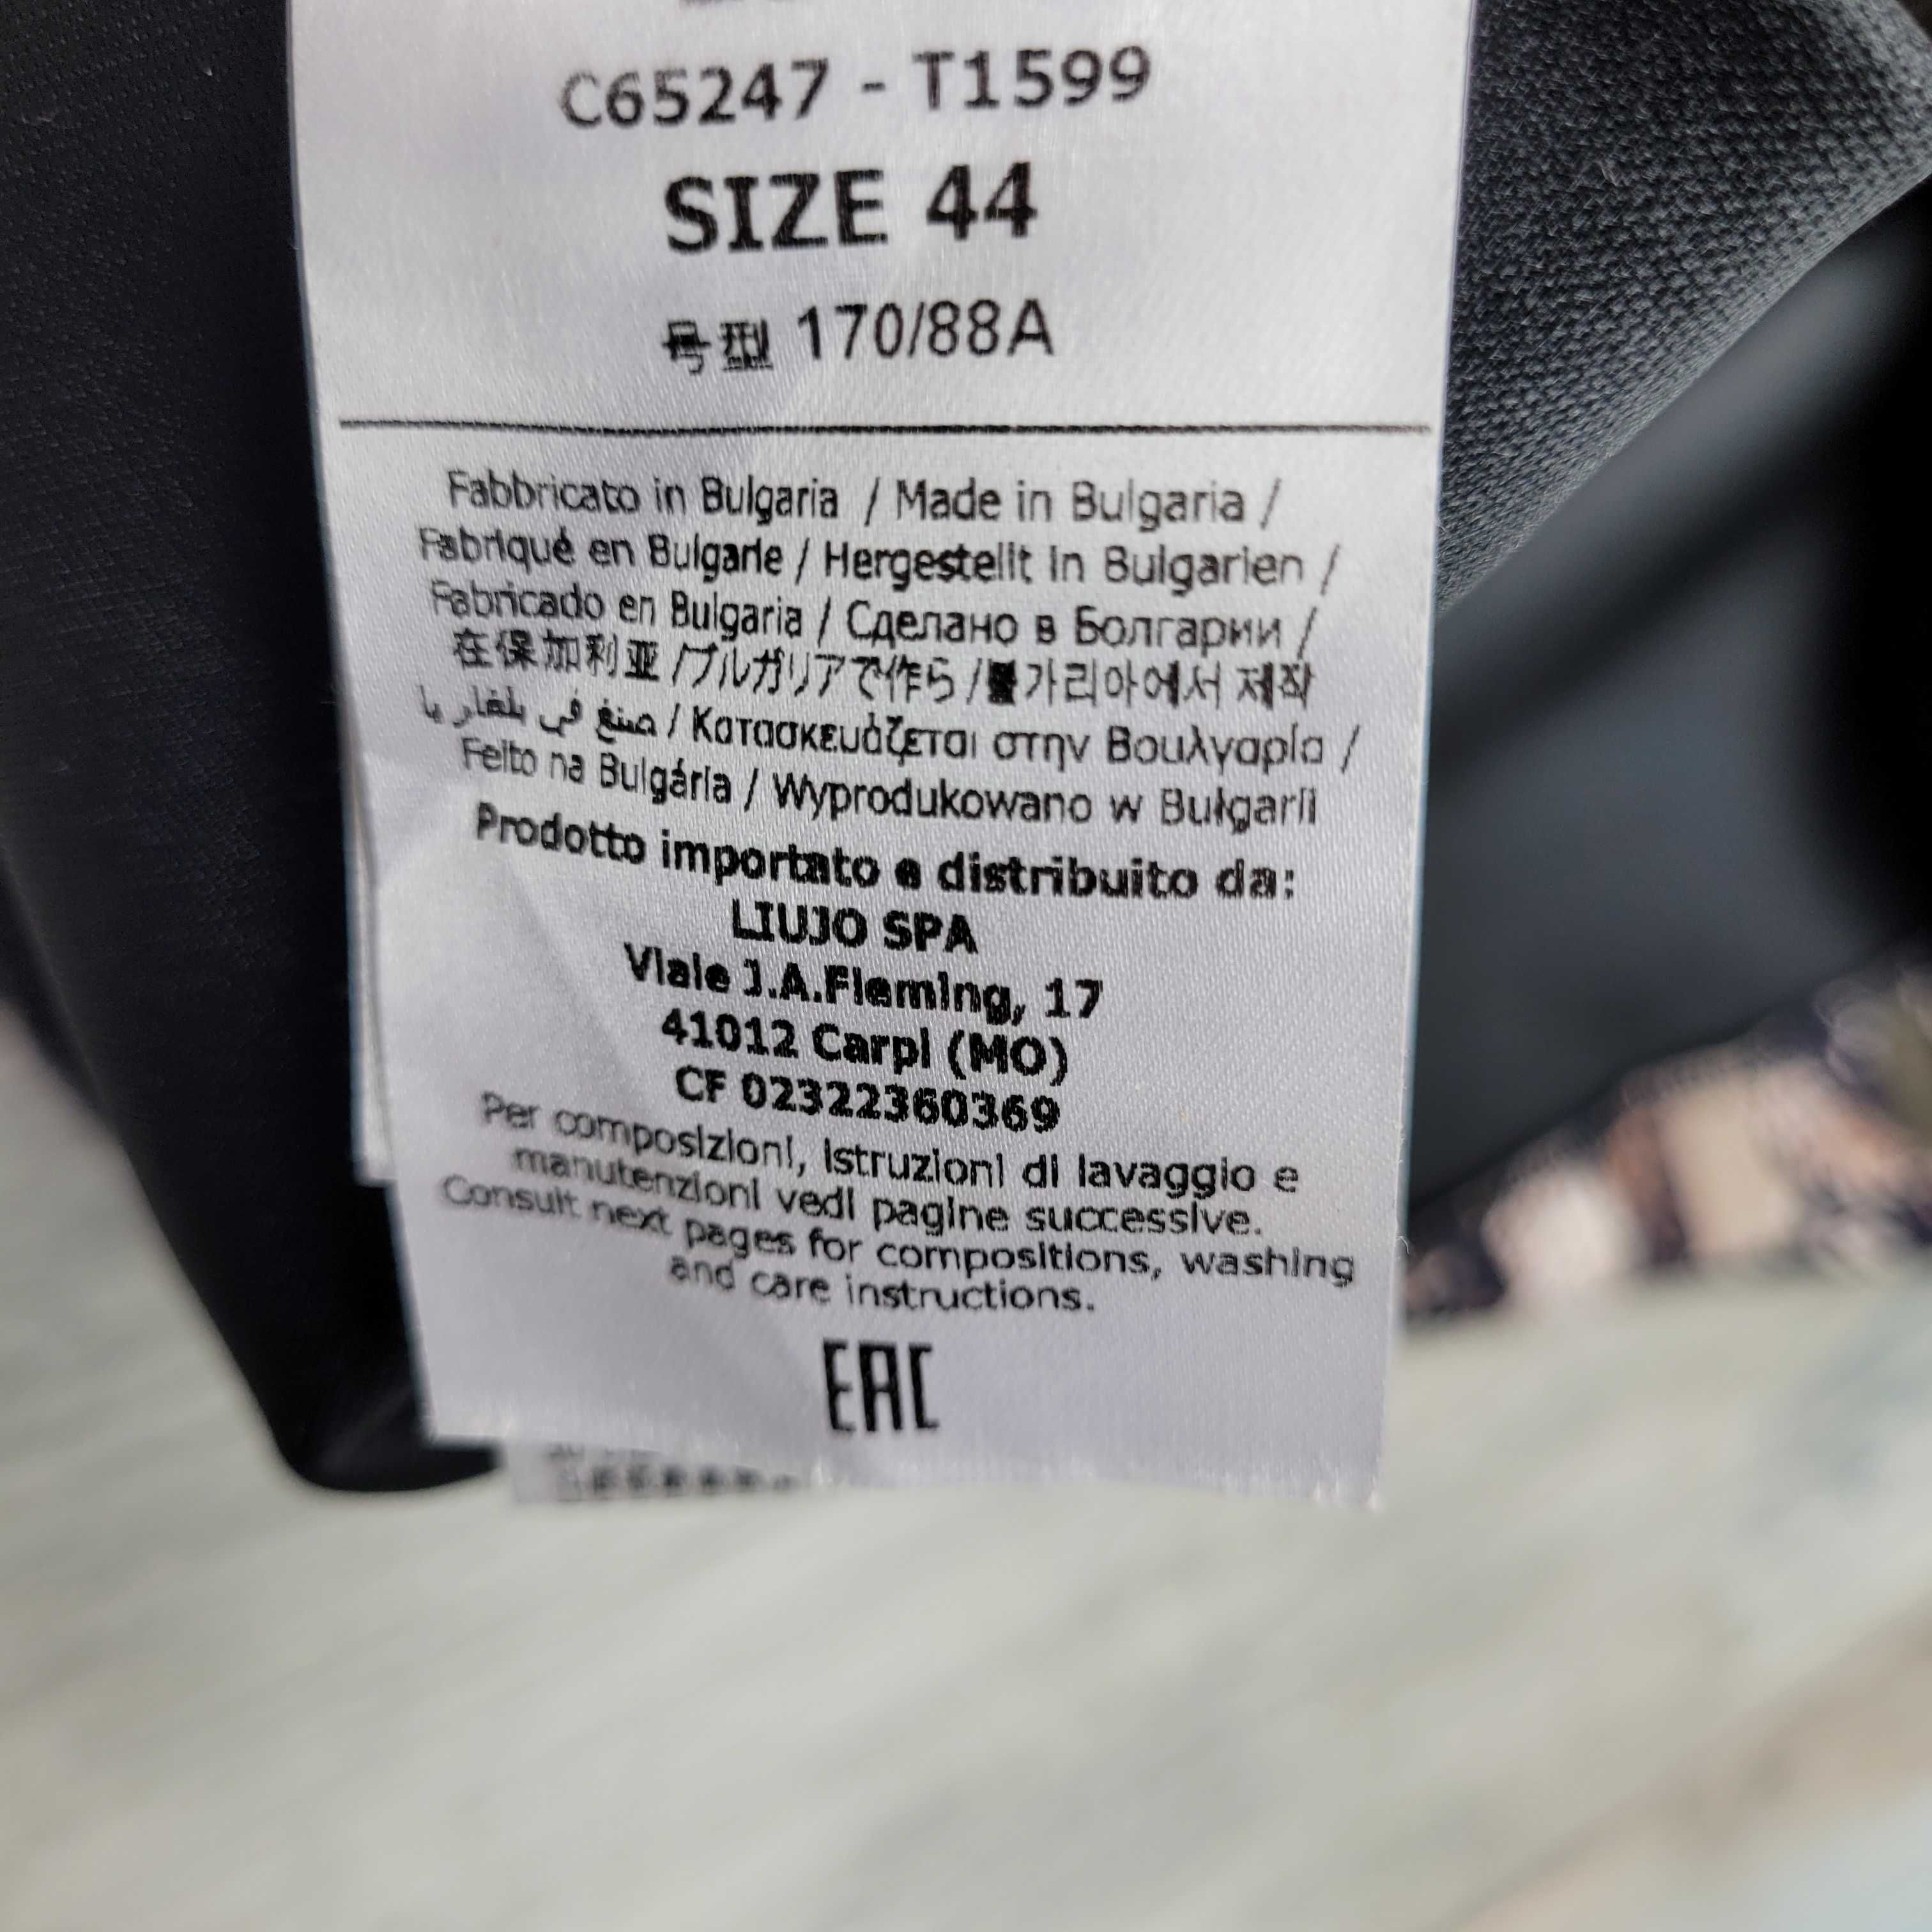 C65247 - T1599
SIZE 44
号型 170/88A
Fabbricato in Bulgaria / Made in Bulgaria /
Fabriqué en Bulgarie / Hergestellt in Bulgarien /
Fabricado en Bulgaria / Сделано в Болгарии /
在保加利亚 /ブルガリアで作ら /불가리아에서 제작
صنغ في بلغار يا / Κατασκευάζεται στην Βουλγαρία /
Feito na Bulgária / Wyprodukowano w Bułgarii
Prodotto importato e distribuito da:
LIUJO SPA
Viale J.A.Fleming, 17
41012 Carpi (MO)
CF 02322360369
Per composizioni, istruzioni di lavaggio e
manutenzioni vedi pagine successive.
Consult next pages for compositions, washing
and care instructions.
EAC